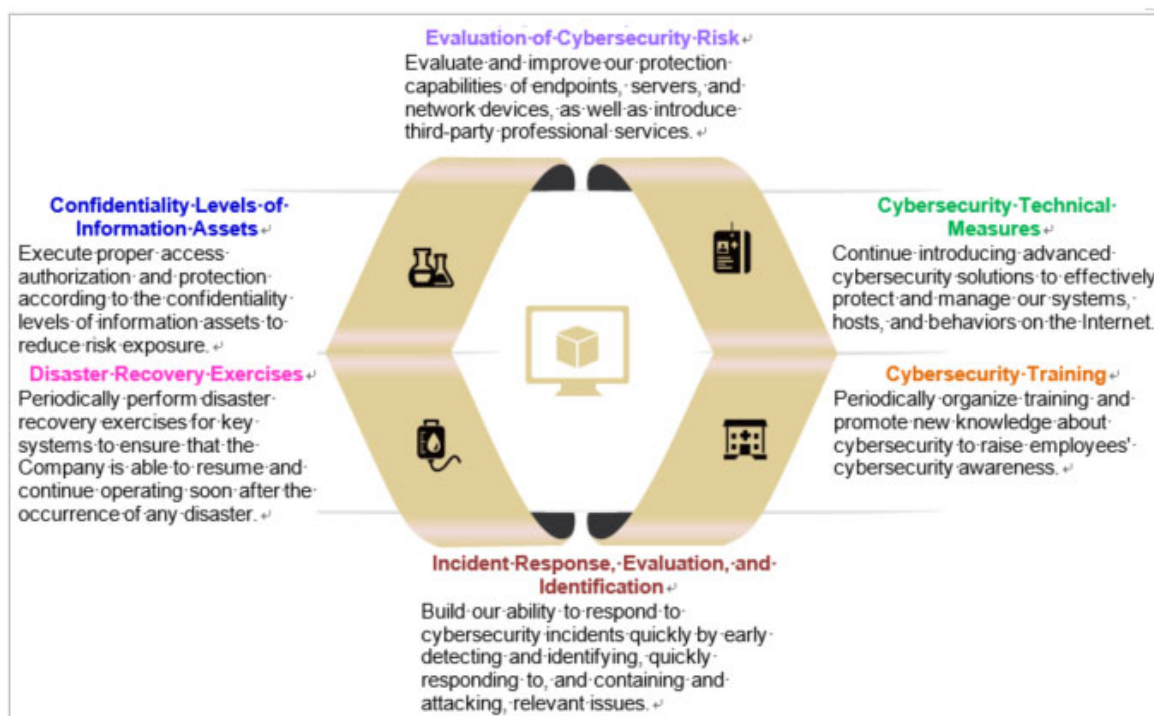 Evaluation of Cybersecurity Risk
Evaluate and improve our protection
capabilities of endpoints, servers, and
network devices, as well as introduce
third-party professional services.
Confidentiality Levels of
Information Assets
Execute proper access
authorization and protection
according to the confidentiality
levels of information assets to
reduce risk exposure.
Cybersecurity Technical
Measures
Continue introducing advanced
cybersecurity solutions to effectively
protect and manage our systems,
hosts, and behaviors on the Internet.
Disaster Recovery Exercises
Periodically perform disaster
recovery exercises for key
systems to ensure that the
Company is able to resume and
continue operating soon after the
occurrence of any disaster.
Cybersecurity Training
Periodically organize training and
promote new knowledge about
cybersecurity to raise employees'
cybersecurity awareness.
Incident Response, Evaluation, and
Identification
Build our ability to respond to
cybersecurity incidents quickly by early
detecting and identifying, quickly
responding to, and containing and
attacking, relevant issues.